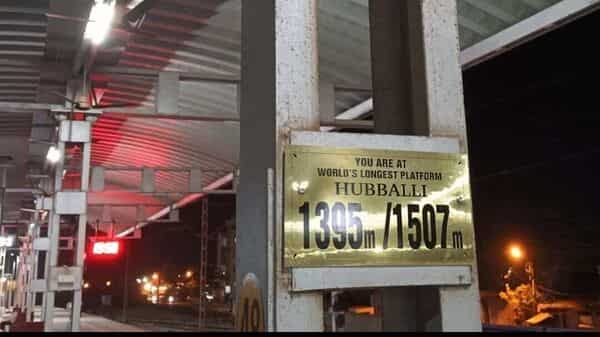 YOU ARE AT
WORLD'S LONGEST PLATFORM
HUBBALLI
1395m /1507m